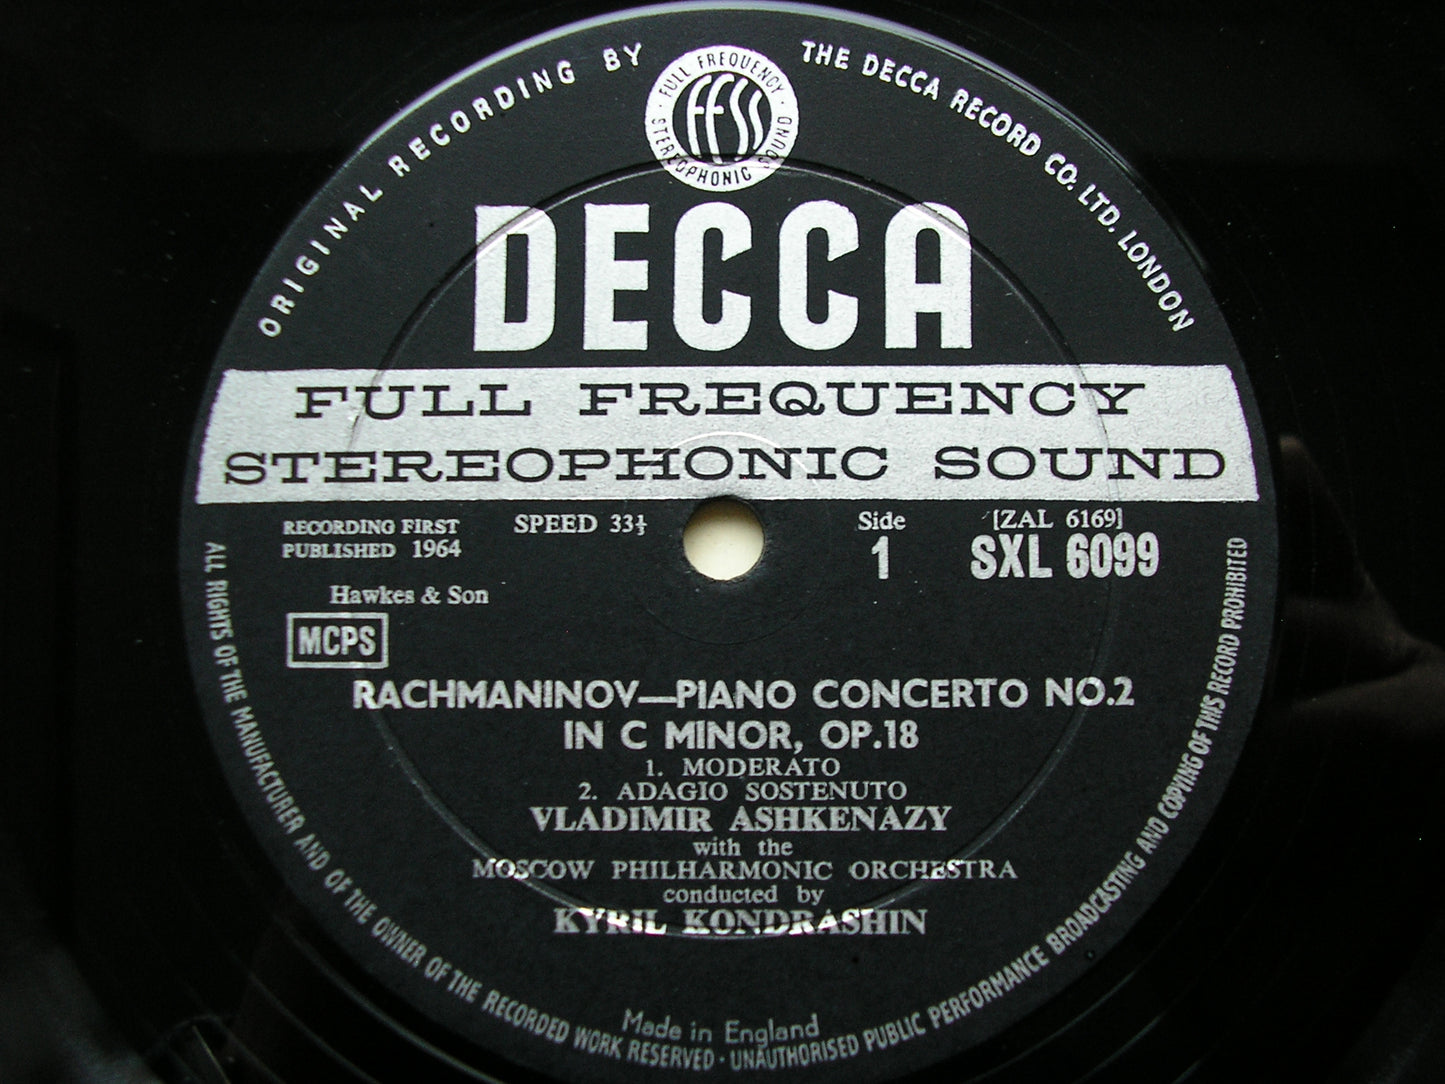 ORIGINAL RECORDING BY THE DECCA RECORD CO. LTD. LONDON
FULL FREQUENCY STEREOPHONIC SOUND
FFSS
DECCA
FULL FREQUENCY
STEREOPHONIC SOUND
RECORDING FIRST
PUBLISHED 1964
SPEED 33⅓
Side
1
[ZAL 6169]
SXL 6099
Hawkes & Son
MCPS
RACHMANINOV—PIANO CONCERTO NO.2
IN C MINOR, OP.18
1. MODERATO
2. ADAGIO SOSTENUTO
VLADIMIR ASHKENAZY
with the
MOSCOW PHILHARMONIC ORCHESTRA
conducted by
KYRIL KONDRASHIN
Made in England
ALL RIGHTS OF THE MANUFACTURER AND OF THE OWNER OF THE RECORDED WORK RESERVED · UNAUTHORISED PUBLIC PERFORMANCE BROADCASTING AND COPYING OF THIS RECORD PROHIBITED